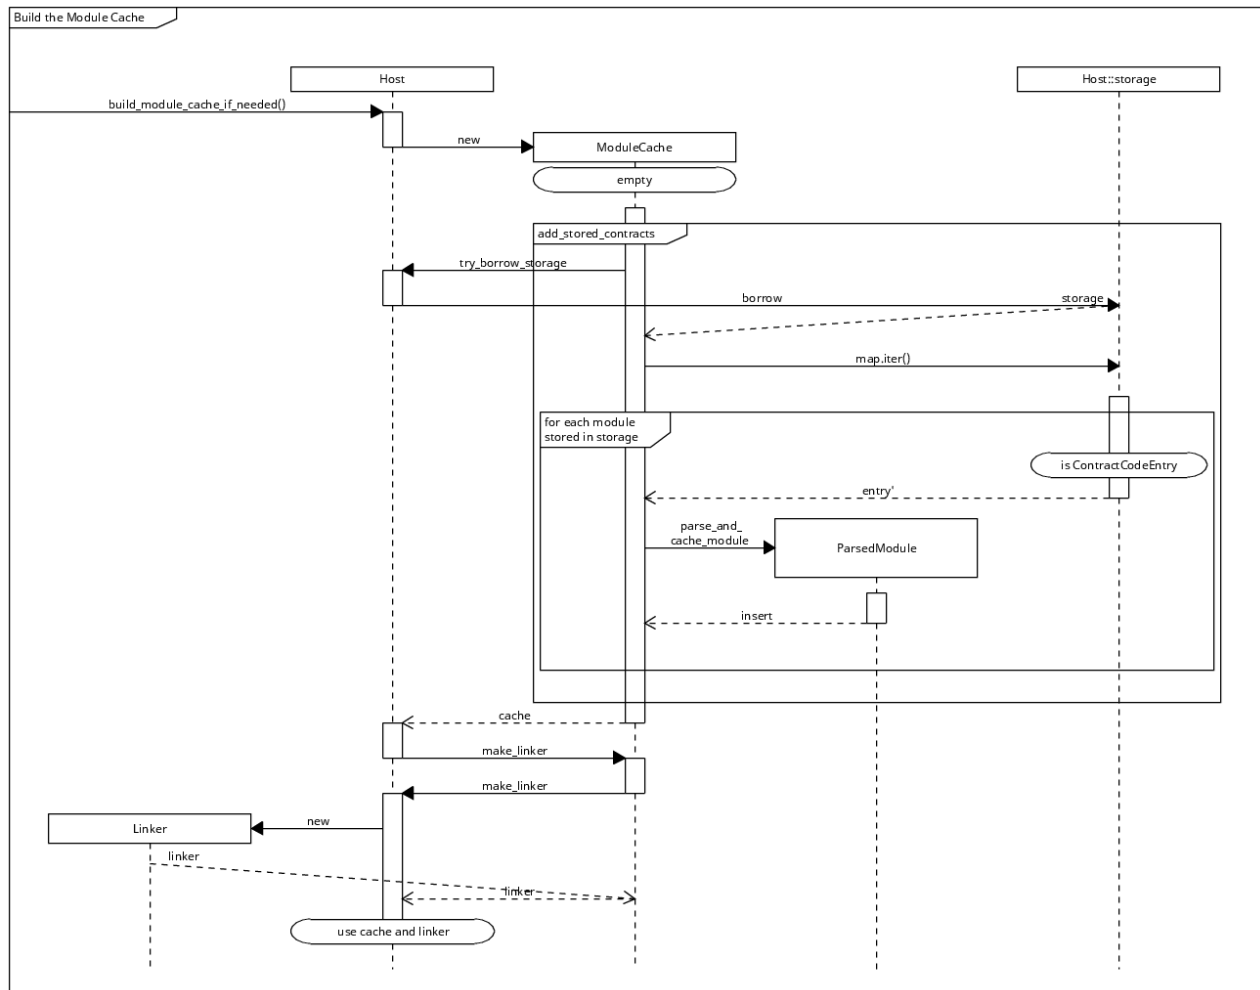 Build the Module Cache
Host
Host::storage
build_module_cache_if_needed()
new
ModuleCache
empty
add_stored_contracts
try_borrow_storage
borrow
storage
map.iter()
for each module
stored in storage
is ContractCodeEntry
entry'
parse_and_
cache_module
ParsedModule
insert
cache
make_linker
make_linker
new
Linker
linker
linker
use cache and linker